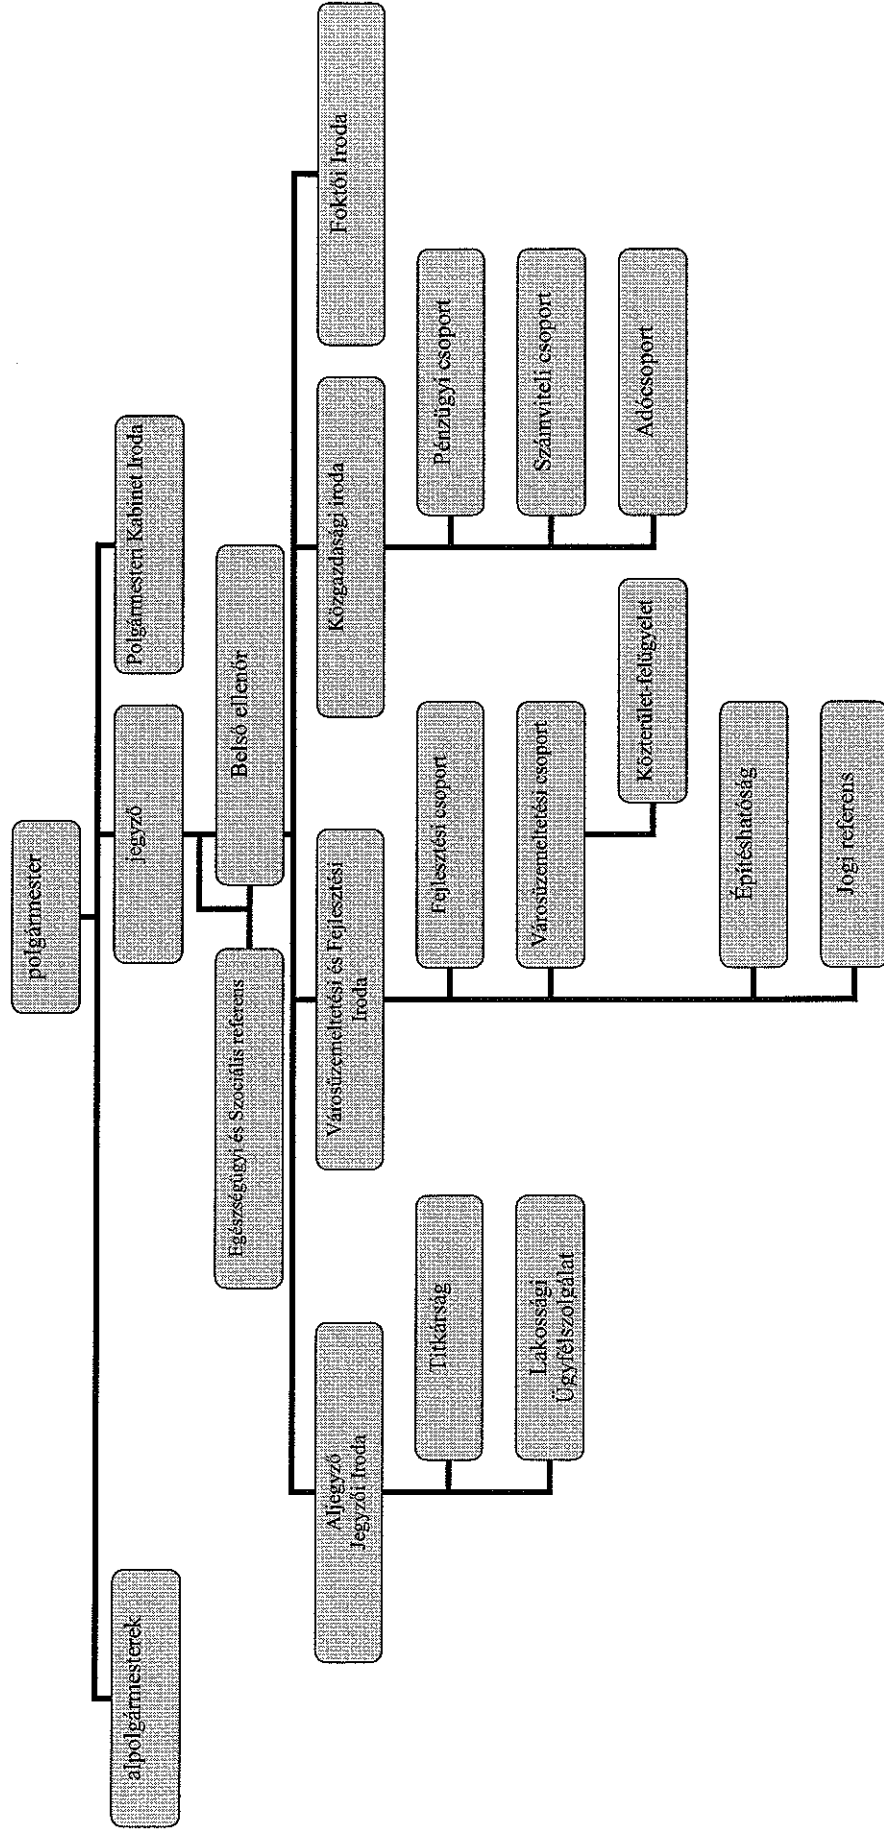 polgármester
alpolgármesterek
jegyző
Polgármesteri Kabinet Iroda
Egészségügyi és Szociális referens
Belső ellenőr
Aljegyző
Jegyzői Iroda
Városüzemeltetési és Fejlesztési
Iroda
Közgazdasági iroda
Foktői Iroda
Titkárság
Lakossági
Ügyfélszolgálat
Fejlesztési csoport
Városüzemeltetési csoport
Közterület-felügyelet
Építéshatóság
Jogi referens
Pénzügyi csoport
Számviteli csoport
Adócsoport